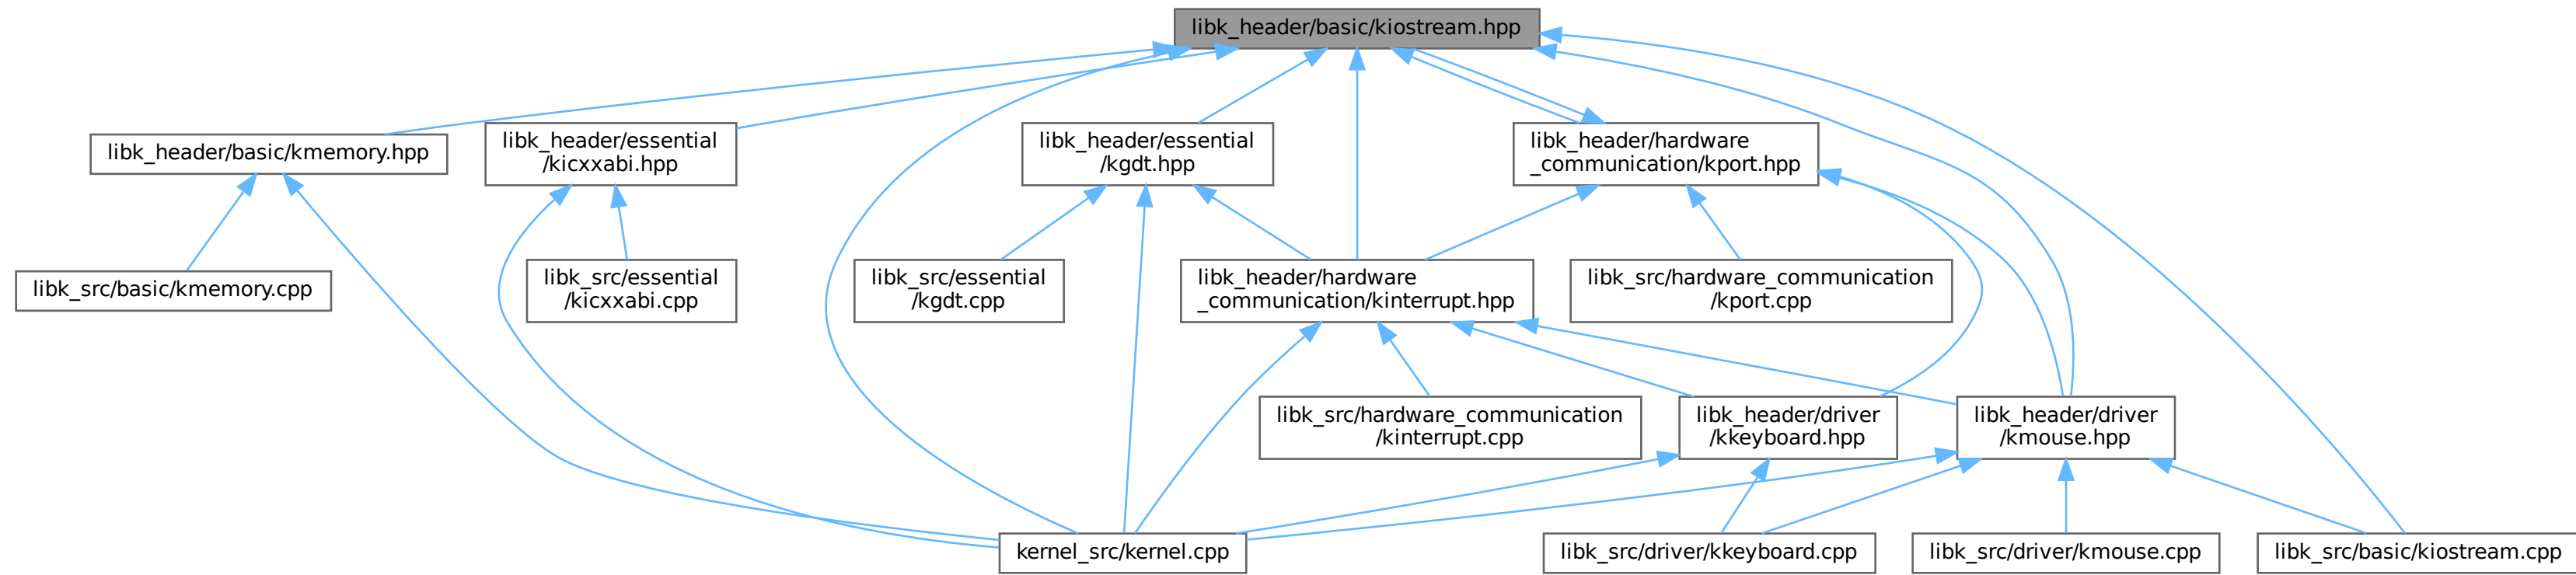 libk_header/basic/kiostream.hpp
libk_header/basic/kmemory.hpp
libk_header/essential
/kicxxabi.hpp
libk_header/essential
/kgdt.hpp
libk_header/hardware
_communication/kport.hpp
libk_src/basic/kmemory.cpp
libk_src/essential
/kicxxabi.cpp
libk_src/essential
/kgdt.cpp
libk_header/hardware
_communication/kinterrupt.hpp
libk_src/hardware_communication
/kport.cpp
libk_src/hardware_communication
/kinterrupt.cpp
libk_header/driver
/kkeyboard.hpp
libk_header/driver
/kmouse.hpp
kernel_src/kernel.cpp
libk_src/driver/kkeyboard.cpp
libk_src/driver/kmouse.cpp
libk_src/basic/kiostream.cpp